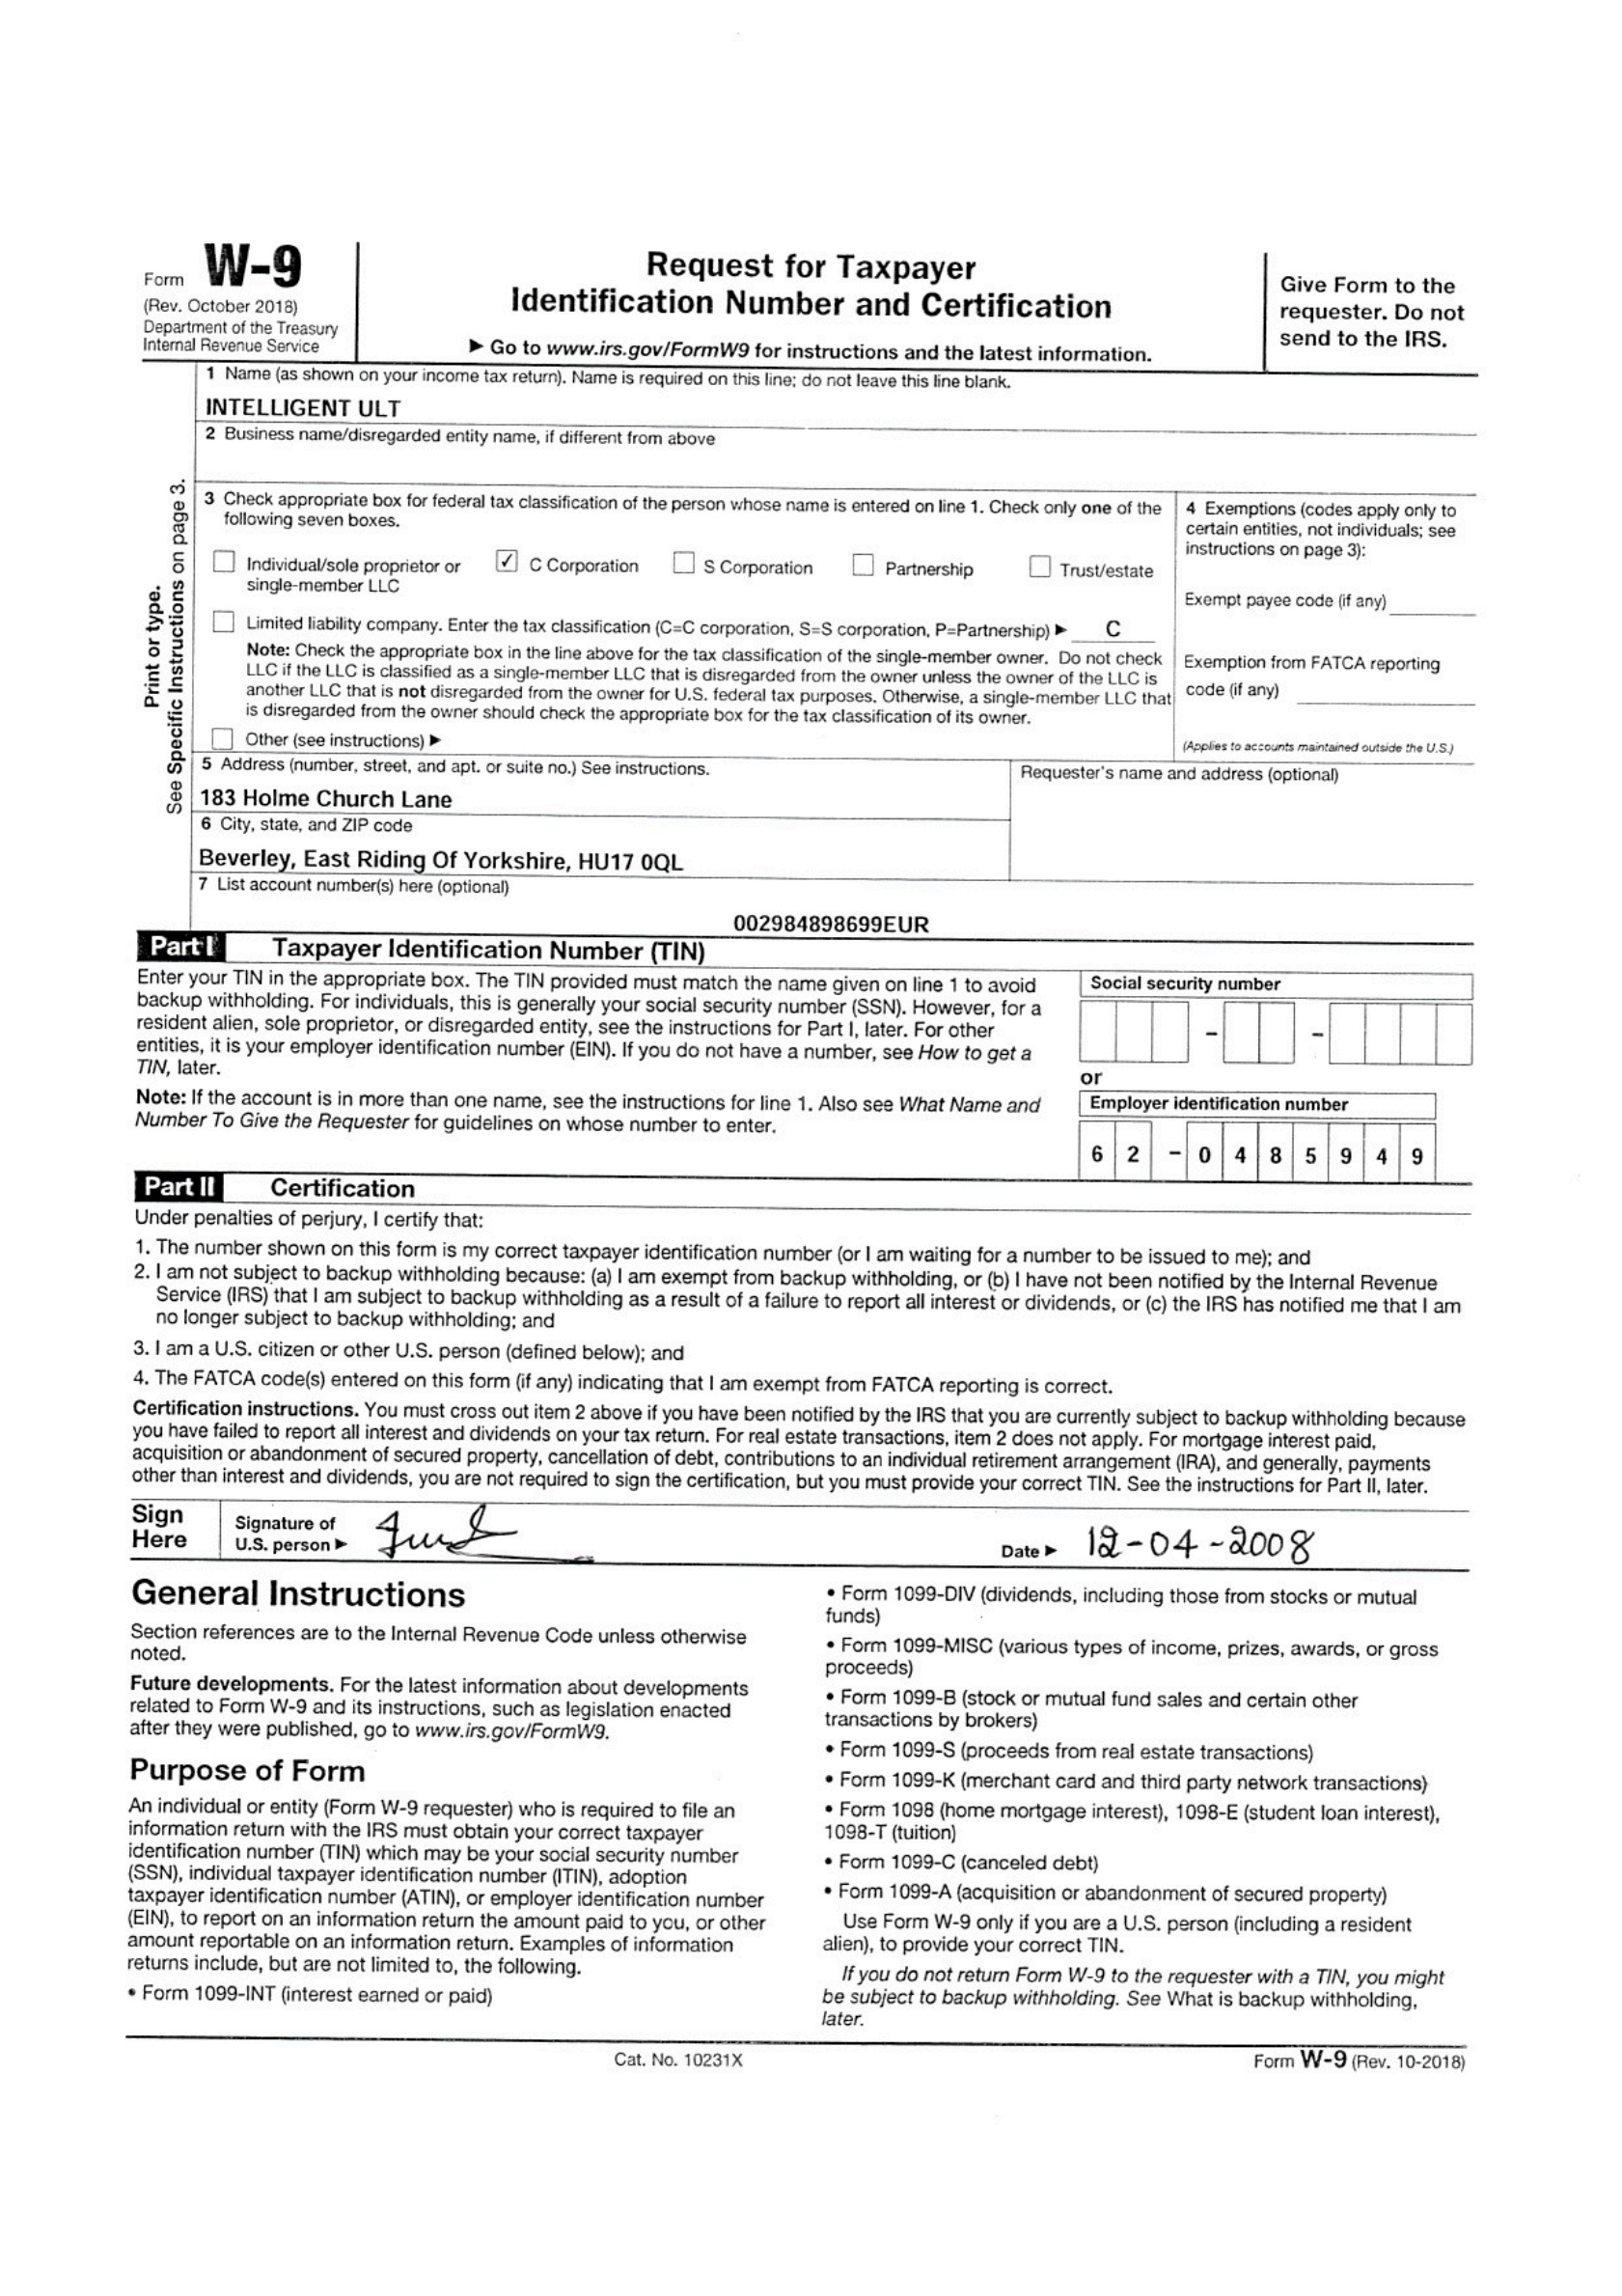 Form W-9
(Rev. October 2018)
Department of the Treasury
Internal Revenue Service
Request for Taxpayer
Identification Number and Certification
▶ Go to www.irs.gov/FormW9 for instructions and the latest information.
Give Form to the
requester. Do not
send to the IRS.
Print or type.
See Specific Instructions on page 3.
1 Name (as shown on your income tax return). Name is required on this line; do not leave this line blank.
INTELLIGENT ULT
2 Business name/disregarded entity name, if different from above
3 Check appropriate box for federal tax classification of the person whose name is entered on line 1. Check only one of the
following seven boxes.
☐ Individual/sole proprietor or
single-member LLC
☑ C Corporation
☐ S Corporation
☐ Partnership
☐ Trust/estate
☐ Limited liability company. Enter the tax classification (C=C corporation, S=S corporation, P=Partnership) ▶ C
Note: Check the appropriate box in the line above for the tax classification of the single-member owner. Do not check
LLC if the LLC is classified as a single-member LLC that is disregarded from the owner unless the owner of the LLC is
another LLC that is not disregarded from the owner for U.S. federal tax purposes. Otherwise, a single-member LLC that
is disregarded from the owner should check the appropriate box for the tax classification of its owner.
☐ Other (see instructions) ▶
4 Exemptions (codes apply only to
certain entities, not individuals; see
instructions on page 3):
Exempt payee code (if any)
Exemption from FATCA reporting
code (if any)
(Applies to accounts maintained outside the U.S.)
5 Address (number, street, and apt. or suite no.) See instructions.
183 Holme Church Lane
6 City, state, and ZIP code
Beverley, East Riding Of Yorkshire, HU17 0QL
Requester's name and address (optional)
7 List account number(s) here (optional)
002984898699EUR
Part I Taxpayer Identification Number (TIN)
Enter your TIN in the appropriate box. The TIN provided must match the name given on line 1 to avoid
backup withholding. For individuals, this is generally your social security number (SSN). However, for a
resident alien, sole proprietor, or disregarded entity, see the instructions for Part I, later. For other
entities, it is your employer identification number (EIN). If you do not have a number, see How to get a
TIN, later.
Note: If the account is in more than one name, see the instructions for line 1. Also see What Name and
Number To Give the Requester for guidelines on whose number to enter.
Social security number
- -
or
Employer identification number
6 2 - 0 4 8 5 9 4 9
Part II Certification
Under penalties of perjury, I certify that:
1. The number shown on this form is my correct taxpayer identification number (or I am waiting for a number to be issued to me); and
2. I am not subject to backup withholding because: (a) I am exempt from backup withholding, or (b) I have not been notified by the Internal Revenue
Service (IRS) that I am subject to backup withholding as a result of a failure to report all interest or dividends, or (c) the IRS has notified me that I am
no longer subject to backup withholding; and
3. I am a U.S. citizen or other U.S. person (defined below); and
4. The FATCA code(s) entered on this form (if any) indicating that I am exempt from FATCA reporting is correct.
Certification instructions. You must cross out item 2 above if you have been notified by the IRS that you are currently subject to backup withholding because
you have failed to report all interest and dividends on your tax return. For real estate transactions, item 2 does not apply. For mortgage interest paid,
acquisition or abandonment of secured property, cancellation of debt, contributions to an individual retirement arrangement (IRA), and generally, payments
other than interest and dividends, you are not required to sign the certification, but you must provide your correct TIN. See the instructions for Part II, later.
Sign
Here
Signature of
U.S. person ▶
Date ▶ 12-04-2008
General Instructions
Section references are to the Internal Revenue Code unless otherwise
noted.
Future developments. For the latest information about developments
related to Form W-9 and its instructions, such as legislation enacted
after they were published, go to www.irs.gov/FormW9.
Purpose of Form
An individual or entity (Form W-9 requester) who is required to file an
information return with the IRS must obtain your correct taxpayer
identification number (TIN) which may be your social security number
(SSN), individual taxpayer identification number (ITIN), adoption
taxpayer identification number (ATIN), or employer identification number
(EIN), to report on an information return the amount paid to you, or other
amount reportable on an information return. Examples of information
returns include, but are not limited to, the following.
• Form 1099-INT (interest earned or paid)
• Form 1099-DIV (dividends, including those from stocks or mutual
funds)
• Form 1099-MISC (various types of income, prizes, awards, or gross
proceeds)
• Form 1099-B (stock or mutual fund sales and certain other
transactions by brokers)
• Form 1099-S (proceeds from real estate transactions)
• Form 1099-K (merchant card and third party network transactions)
• Form 1098 (home mortgage interest), 1098-E (student loan interest),
1098-T (tuition)
• Form 1099-C (canceled debt)
• Form 1099-A (acquisition or abandonment of secured property)
Use Form W-9 only if you are a U.S. person (including a resident
alien), to provide your correct TIN.
If you do not return Form W-9 to the requester with a TIN, you might
be subject to backup withholding. See What is backup withholding,
later.
Cat. No. 10231X
Form W-9 (Rev. 10-2018)